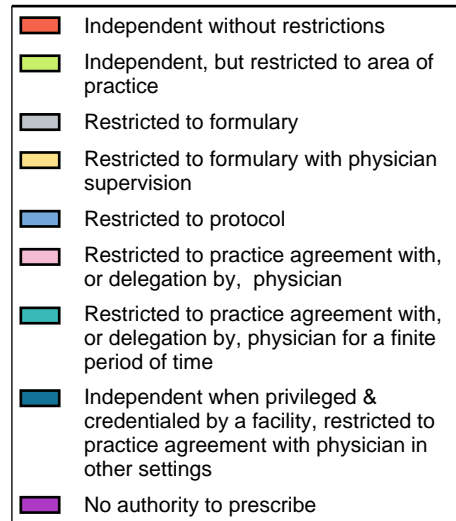 Independent without restrictions
Independent, but restricted to area of
practice
Restricted to formulary
Restricted to formulary with physician
supervision
Restricted to protocol
Restricted to practice agreement with,
or delegation by,  physician
Restricted to practice agreement with,
or delegation by, physician for a finite
period of time
Independent when privileged &
credentialed by a facility, restricted to
practice agreement with physician in
other settings
No authority to prescribe